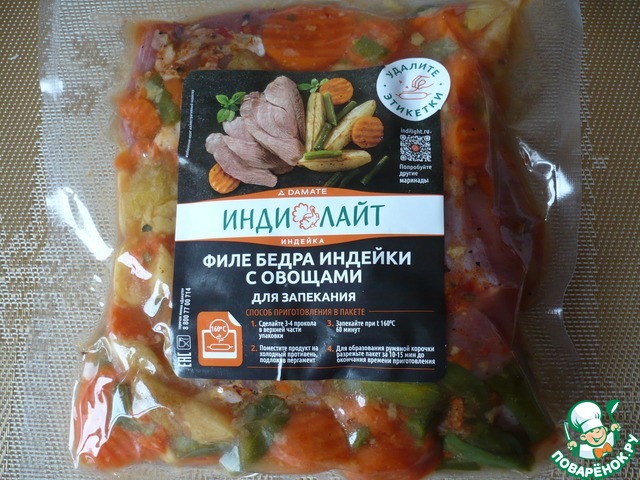 УДАЛИТЕ
ЭТИКЕТКИ
indilight.ru
Попробуйте
другие
маринады
DAMATE
ИНДИ ЛАЙТ
ИНДЕЙКА
ФИЛЕ БЕДРА ИНДЕЙКИ
С ОВОЩАМИ
ДЛЯ ЗАПЕКАНИЯ
СПОСОБ ПРИГОТОВЛЕНИЯ В ПАКЕТЕ
160°C
1. Сделайте 3-4 прокола
в верхней части
упаковки
2. Поместите продукт на
холодный противень,
подложив пергамент
3. Запекайте при t 160°C
60 минут
4. Для образования румяной корочки
разрежьте пакет за 10-15 мин до
окончания времени приготовления
8 800 77 00 714
EAC
ПОВАРЁНОК.РУ